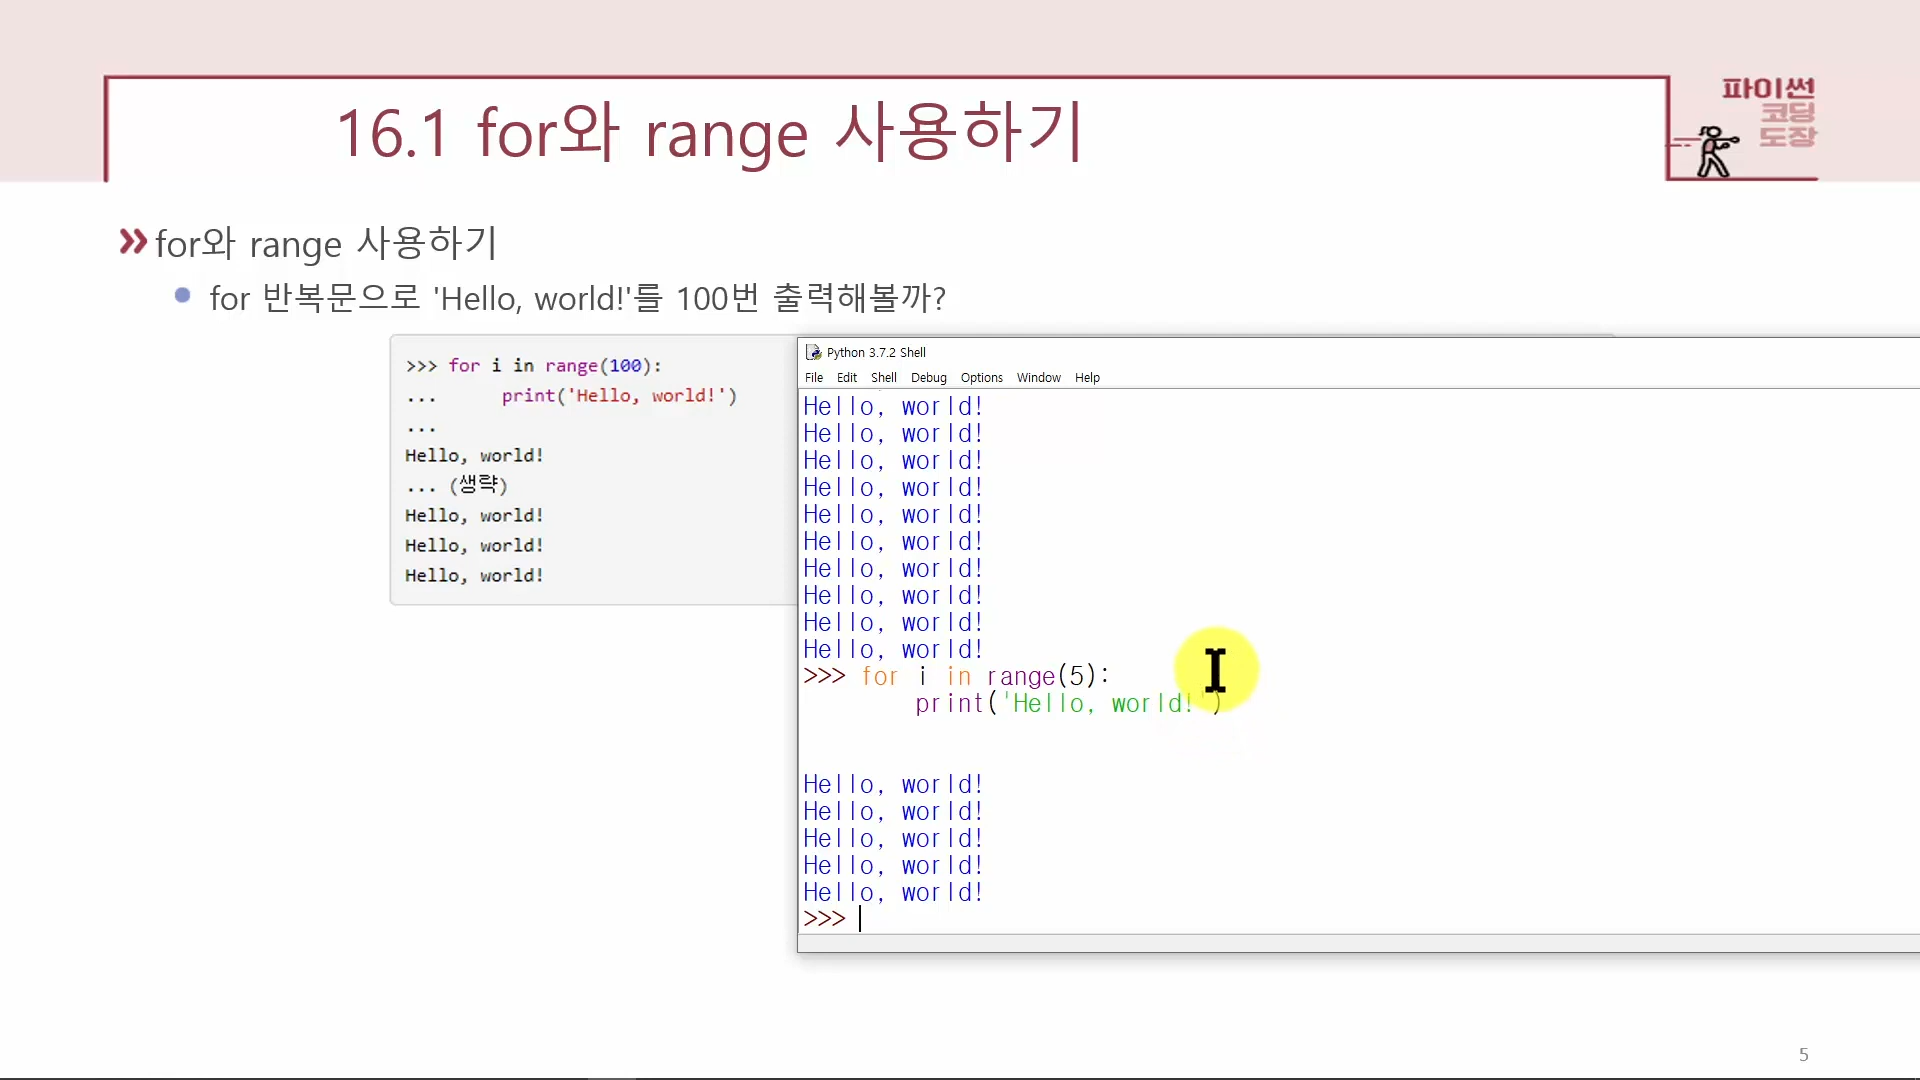 16.1 for와 range 사용하기
파이썬
코딩
도장
for와 range 사용하기
for 반복문으로 'Hello, world!'를 100번 출력해볼까?
>>> for i in range(100):
...     print('Hello, world!')
...
Hello, world!
... (생략)
Hello, world!
Hello, world!
Hello, world!
Python 3.7.2 Shell
File Edit Shell Debug Options Window Help
Hello, world!
Hello, world!
Hello, world!
Hello, world!
Hello, world!
Hello, world!
Hello, world!
Hello, world!
Hello, world!
Hello, world!
>>> for i in range(5):
        print('Hello, world!')
Hello, world!
Hello, world!
Hello, world!
Hello, world!
Hello, world!
>>>
5